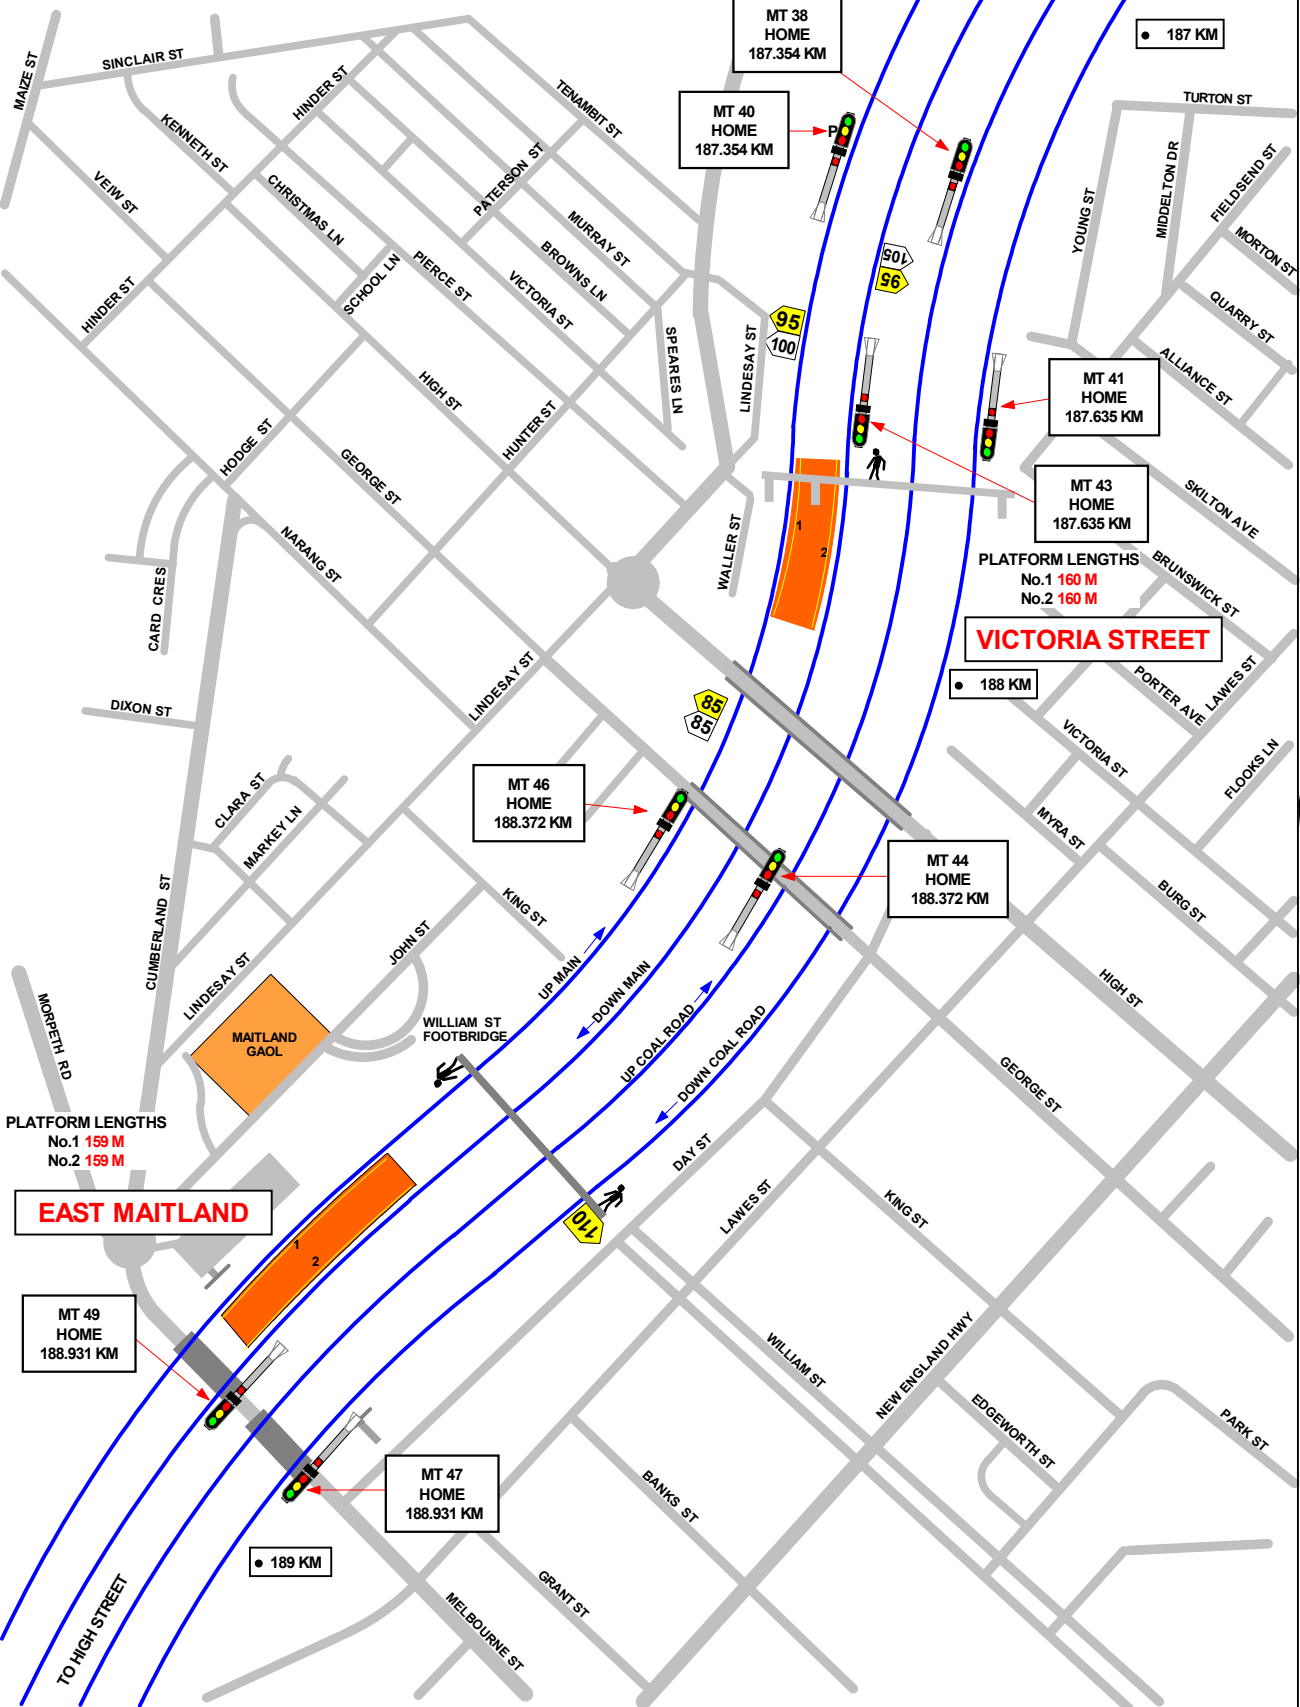 MT 38
HOME
187.354 KM
187 KM
MAIZE ST
SINCLAIR ST
HINDER ST
TENAMBIT ST
TURTON ST
MT 40
HOME
187.354 KM
P
KENNETH ST
VEIW ST
CHRISTMAS LN
PATERSON ST
MURRAY ST
BROWNS LN
VICTORIA ST
PIERCE ST
SCHOOL LN
HINDER ST
YOUNG ST
MIDDELTON DR
FIELDSEND ST
MORTON ST
QUARRY ST
ALLIANCE ST
105
95
95
100
SPEARES LN
LINDESAY ST
HIGH ST
HUNTER ST
HODGE ST
GEORGE ST
MT 41
HOME
187.635 KM
MT 43
HOME
187.635 KM
SKILTON AVE
NARANG ST
CARD CRES
WALLER ST
1
2
PLATFORM LENGTHS
No.1 160 M
No.2 160 M
BRUNSWICK ST
VICTORIA STREET
188 KM
PORTER AVE
LAWES ST
LINDESAY ST
DIXON ST
85
85
VICTORIA ST
FLOOKS LN
MT 46
HOME
188.372 KM
CLARA ST
MARKEY LN
MYRA ST
MT 44
HOME
188.372 KM
BURG ST
KING ST
CUMBERLAND ST
JOHN ST
LINDESAY ST
UP MAIN
DOWN MAIN
UP COAL ROAD
DOWN COAL ROAD
HIGH ST
MORPETH RD
MAITLAND
GAOL
WILLIAM ST
FOOTBRIDGE
GEORGE ST
PLATFORM LENGTHS
No.1 159 M
No.2 159 M
EAST MAITLAND
DAY ST
LAWES ST
KING ST
110
1
2
MT 49
HOME
188.931 KM
WILLIAM ST
NEW ENGLAND HWY
EDGEWORTH ST
PARK ST
MT 47
HOME
188.931 KM
BANKS ST
189 KM
GRANT ST
MELBOURNE ST
TO HIGH STREET